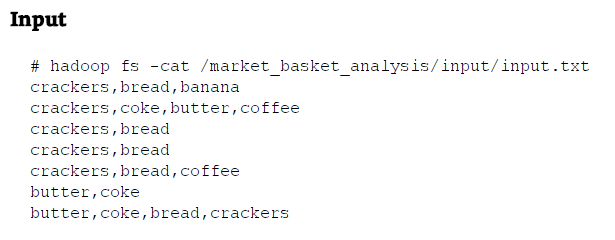 Input
# hadoop fs -cat /market_basket_analysis/input/input.txt
crackers,bread,banana
crackers,coke,butter,coffee
crackers,bread
crackers,bread
crackers,bread,coffee
butter,coke
butter,coke,bread,crackers